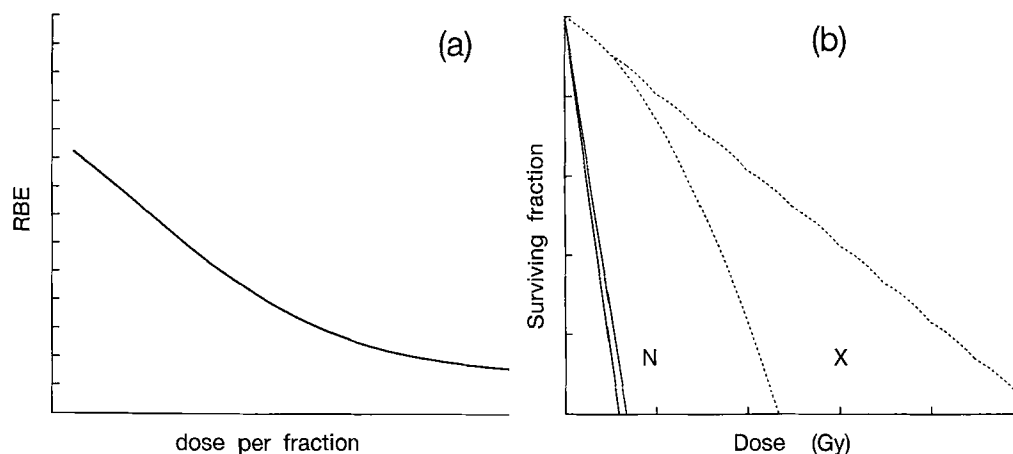 (a)
RBE
dose per fraction
(b)
Surviving fraction
N
X
Dose (Gy)